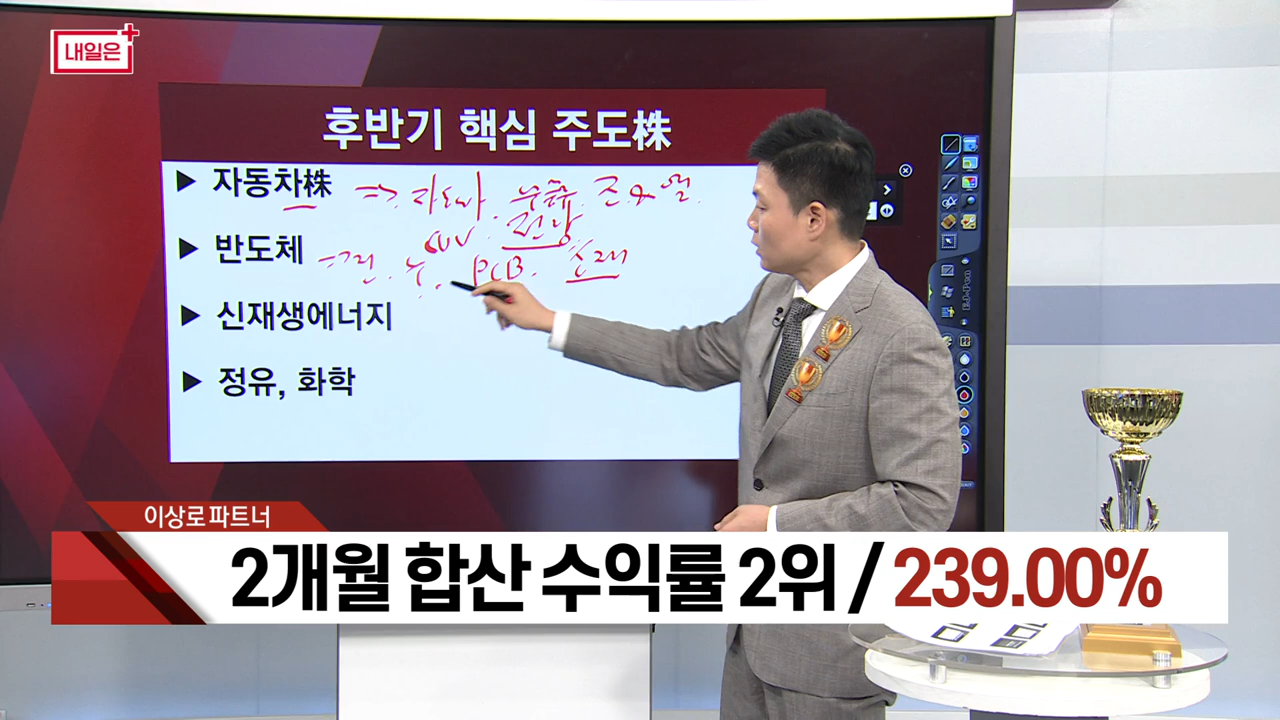 내일은
후반기 핵심 주도株
▶ 자동차株
▶ 반도체
PCB. 소재
▶ 신재생에너지
▶ 정유, 화학
이상로 파트너
2개월 합산 수익률 2위 / 239.00%